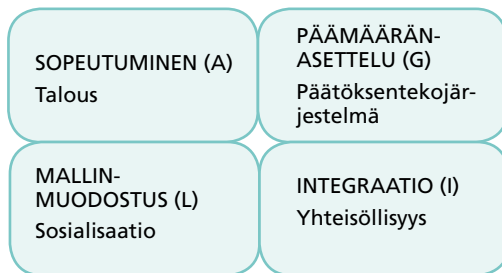 SOPEUTUMINEN (A)
Talous
PÄÄMÄÄRÄN-
ASETTELU (G)
Päätöksentekojär-
jestelmä
MALLIN-
MUODOSTUS (L)
Sosialisaatio
INTEGRAATIO (I)
Yhteisöllisyys